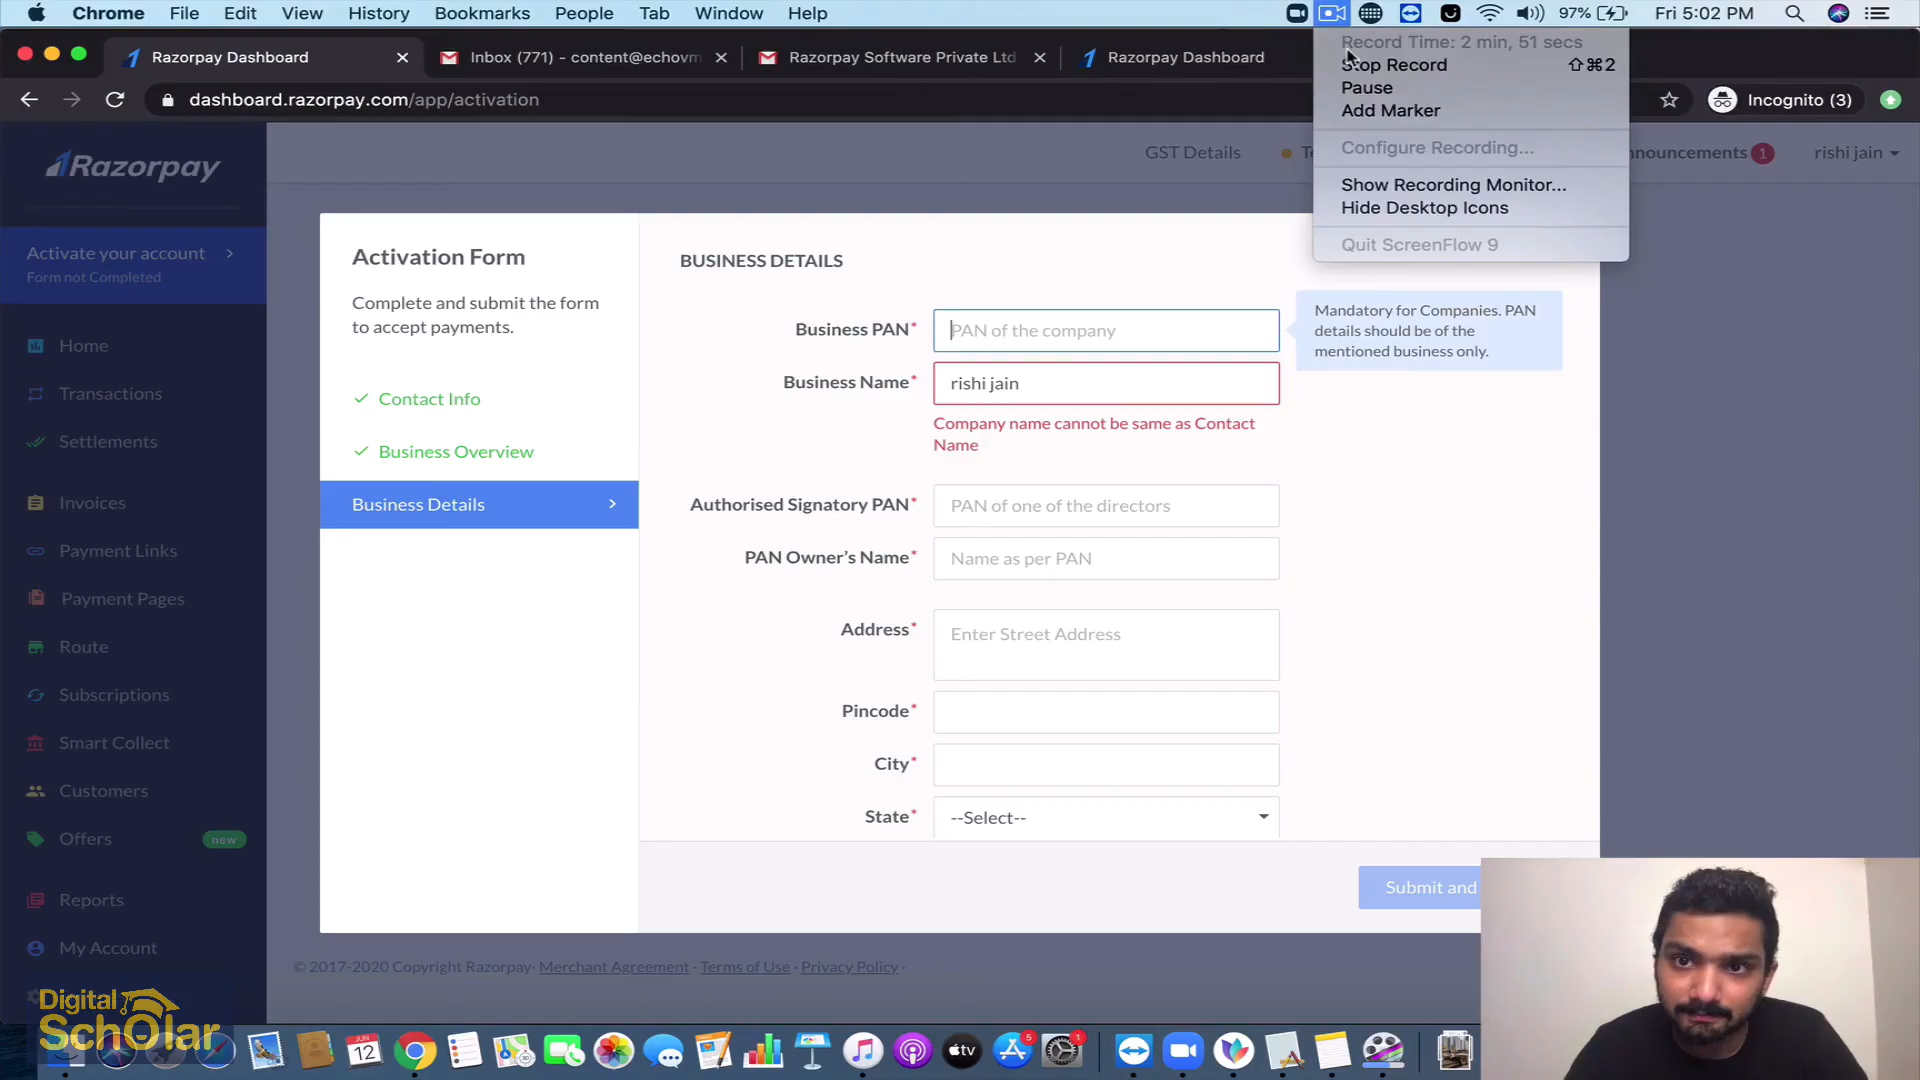 Chrome File Edit View History Bookmarks People Tab Window Help 97% Fri 5:02 PM
Razorpay Dashboard
Inbox (771) - content@echovm
Razorpay Software Private Ltd
Razorpay Dashboard
dashboard.razorpay.com/app/activation
Incognito (3)
Record Time: 2 min, 51 secs
Stop Record ⇧⌘2
Pause
Add Marker
Configure Recording...
Show Recording Monitor...
Hide Desktop Icons
Quit ScreenFlow 9
Razorpay
GST Details
nnouncements 1
rishi jain
Activate your account
Form not Completed
Home
Transactions
Settlements
Invoices
Payment Links
Payment Pages
Route
Subscriptions
Smart Collect
Customers
Offers new
Reports
My Account
Activation Form
Complete and submit the form
to accept payments.
Contact Info
Business Overview
Business Details
BUSINESS DETAILS
Business PAN*
PAN of the company
Mandatory for Companies. PAN
details should be of the
mentioned business only.
Business Name*
rishi jain
Company name cannot be same as Contact
Name
Authorised Signatory PAN*
PAN of one of the directors
PAN Owner’s Name*
Name as per PAN
Address*
Enter Street Address
Pincode*
City*
State*
--Select--
Submit and
© 2017-2020 Copyright Razorpay· Merchant Agreement · Terms of Use · Privacy Policy ·
Digital
SchOlar
JUN
12
tv
5
1